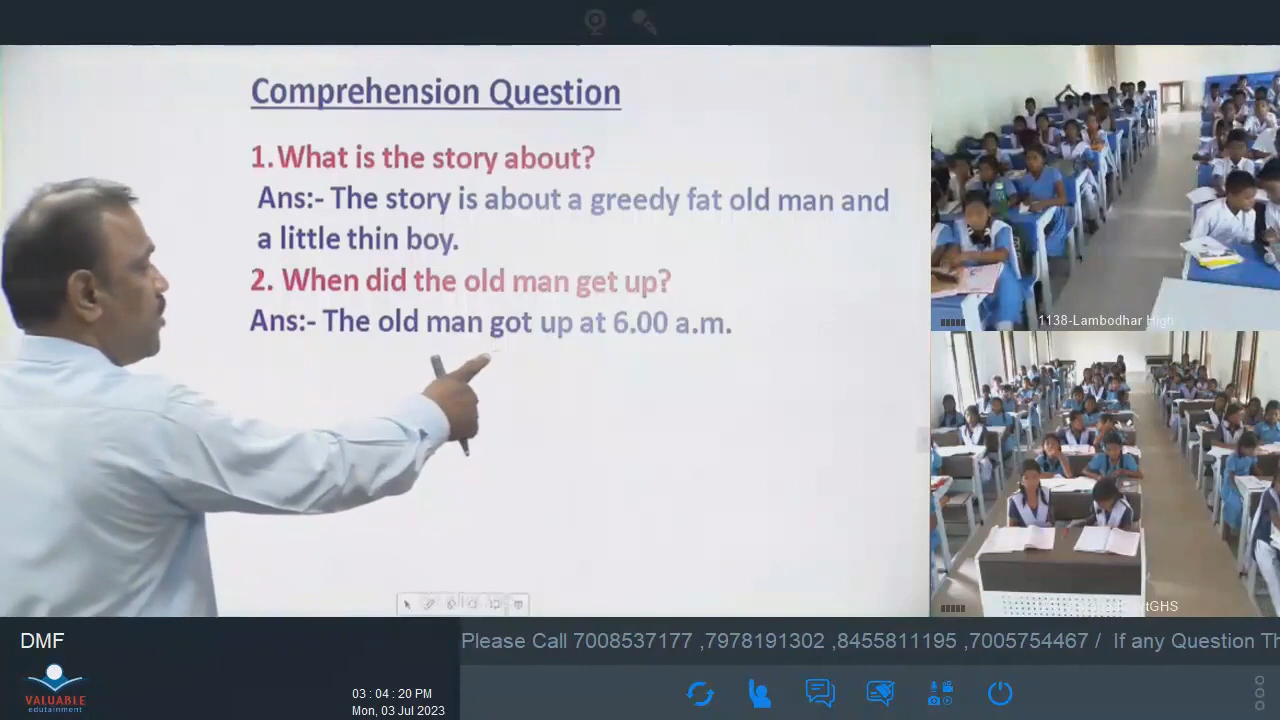 Comprehension Question
1. What is the story about?
Ans:- The story is about a greedy fat old man and
a little thin boy.
2. When did the old man get up?
Ans:- The old man got up at 6.00 a.m.
1138-Lambodhar High
tGHS
DMF
VALUABLE
edutainment
03 : 04 : 20 PM
Mon, 03 Jul 2023
Please Call 7008537177 ,7978191302 ,8455811195 ,7005754467 / If any Question Th